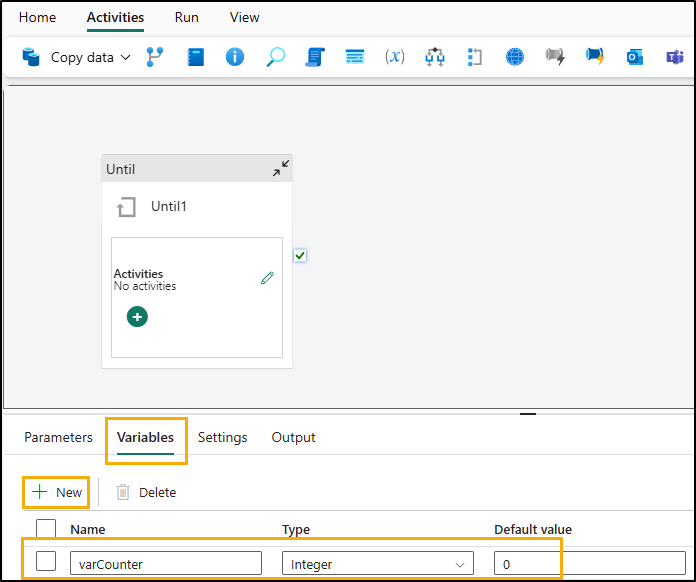 Home Activities Run View
Copy data (x)
Until
Until1
Activities
No activities
Parameters Variables Settings Output
New Delete
Name Type Default value
varCounter Integer 0